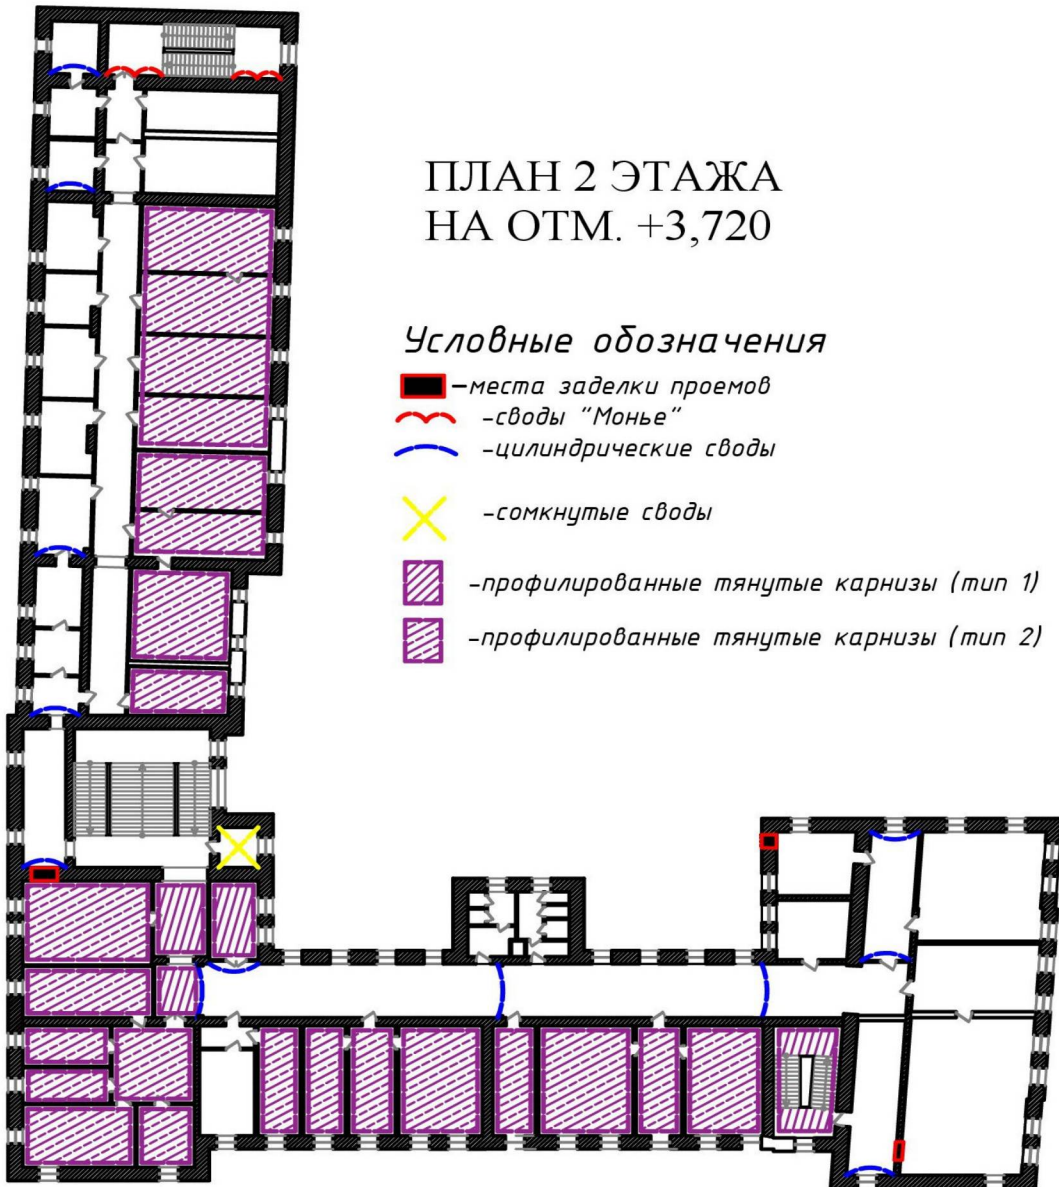 ПЛАН 2 ЭТАЖА
НА ОТМ. +3,720
Условные обозначения
-места заделки проемов
-своды "Монье"
-цилиндрические своды
-сомкнутые своды
-профилированные тянутые карнизы (тип 1)
-профилированные тянутые карнизы (тип 2)